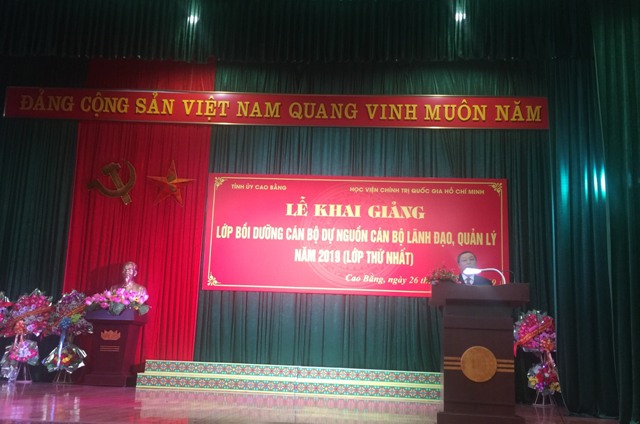 ĐẢNG CỘNG SẢN VIỆT NAM QUANG VINH MUÔN NĂM
TỈNH ỦY CAO BẰNG
HỌC VIỆN CHÍNH TRỊ QUỐC GIA HỒ CHÍ MINH
LỄ KHAI GIẢNG
LỚP BỒI DƯỠNG CÁN BỘ DỰ NGUỒN CÁN BỘ LÃNH ĐẠO, QUẢN LÝ
NĂM 2019 (LỚP THỨ NHẤT)
Cao Bằng, ngày 26